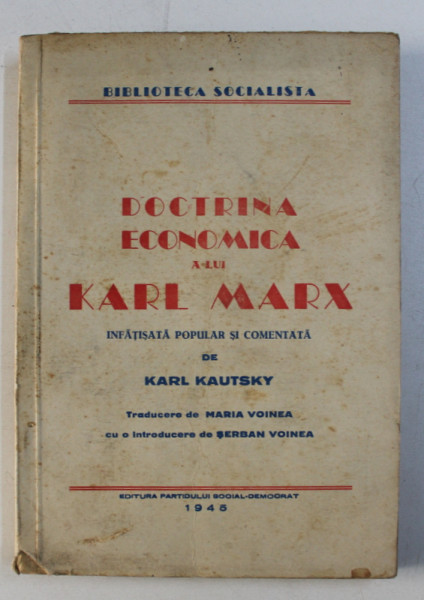 BIBLIOTECA SOCIALISTA
DOCTRINA
ECONOMICA
A LUI
KARL MARX
INFĂȚIȘATĂ POPULAR ȘI COMENTATĂ
DE
KARL KAUTSKY
Traducere de MARIA VOINEA
cu o Introducere de ȘERBAN VOINEA
EDITURA PARTIDULUI SOCIAL-DEMOCRAT
1945